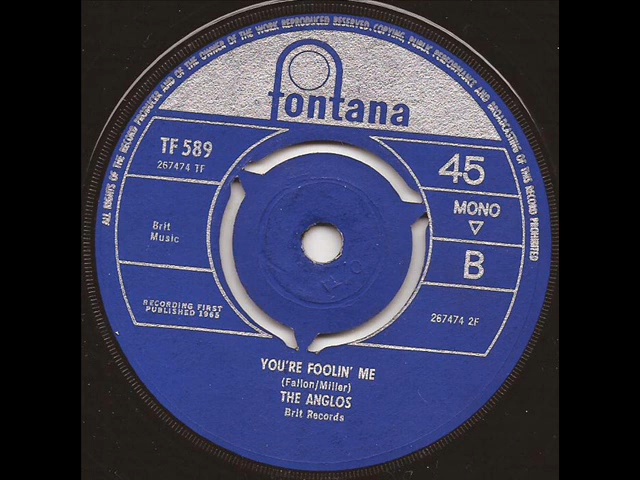 ALL RIGHTS OF THE RECORD PRODUCER AND OF THE OWNER OF THE WORK REPRODUCED RESERVED. COPYING, PUBLIC PERFORMANCE AND BROADCASTING OF THIS RECORD PROHIBITED
fontana
TF 589
267474 TF
45
MONO
B
Brit
Music
RECORDING FIRST
PUBLISHED 1965
267474 2F
YOU'RE FOOLIN' ME
(Fallon/Miller)
THE ANGLOS
Brit Records